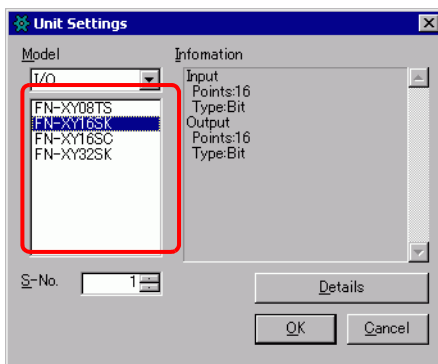 Unit Settings
Model
Infomation
I/O
FN-XY08TS
FN-XY16SK
FN-XY16SC
FN-XY32SK
Input
Points:16
Type:Bit
Output
Points:16
Type:Bit
S-No.
1
Details
OK
Cancel